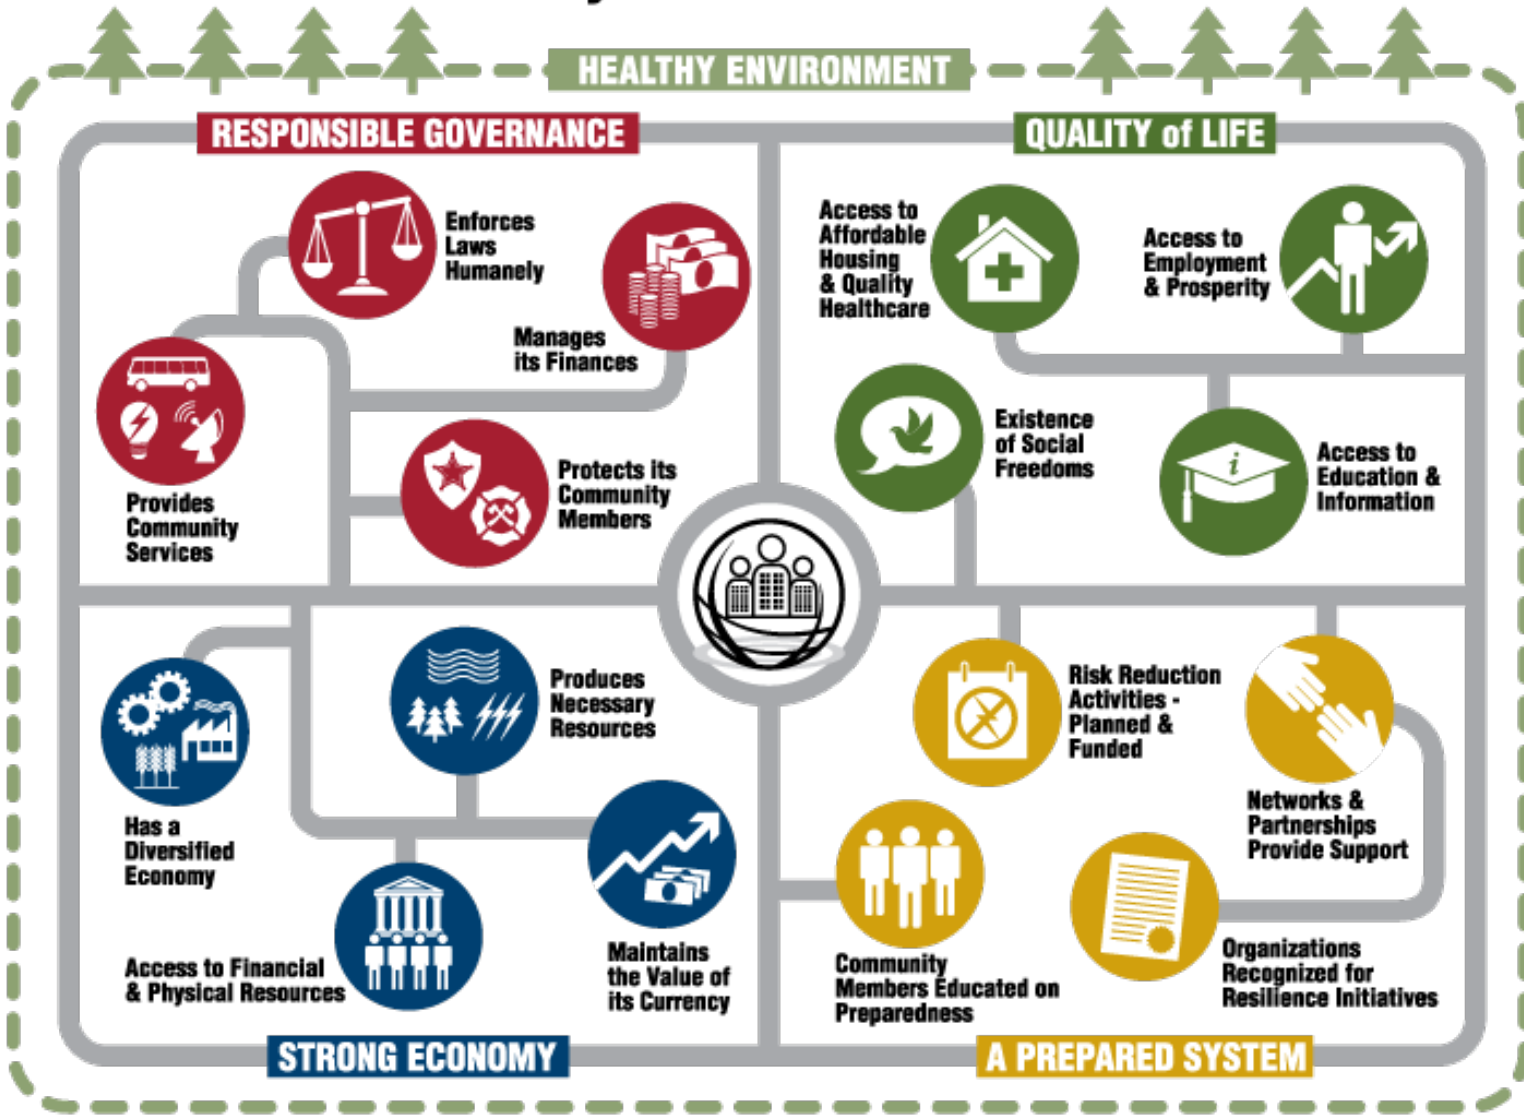 HEALTHY ENVIRONMENT
RESPONSIBLE GOVERNANCE
Enforces
Laws
Humanely
Manages
its Finances
Provides
Community
Services
Protects its
Community
Members
QUALITY of LIFE
Access to
Affordable
Housing
& Quality
Healthcare
Access to
Employment
& Prosperity
Existence
of Social
Freedoms
i
Access to
Education &
Information
Has a
Diversified
Economy
Produces
Necessary
Resources
Access to Financial
& Physical Resources
Maintains
the Value of
its Currency
STRONG ECONOMY
Risk Reduction
Activities -
Planned &
Funded
Networks &
Partnerships
Provide Support
Community
Members Educated on
Preparedness
Organizations
Recognized for
Resilience Initiatives
A PREPARED SYSTEM